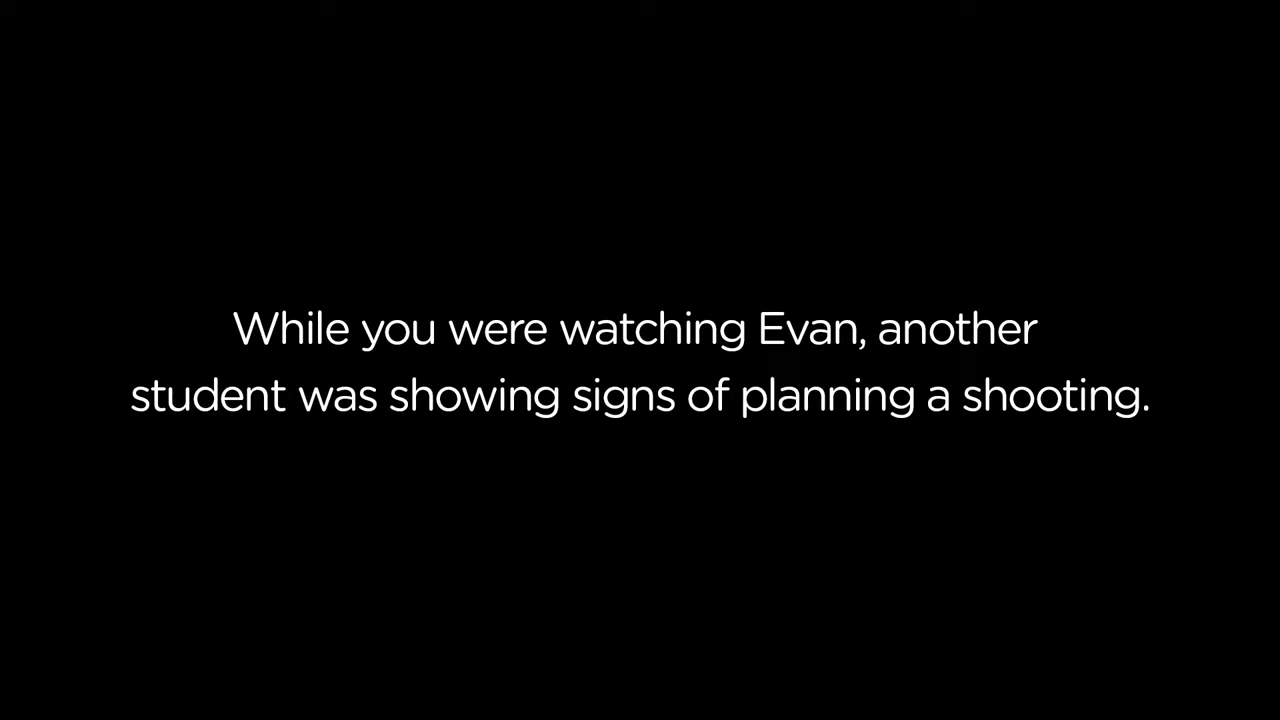 While you were watching Evan, another
student was showing signs of planning a shooting.